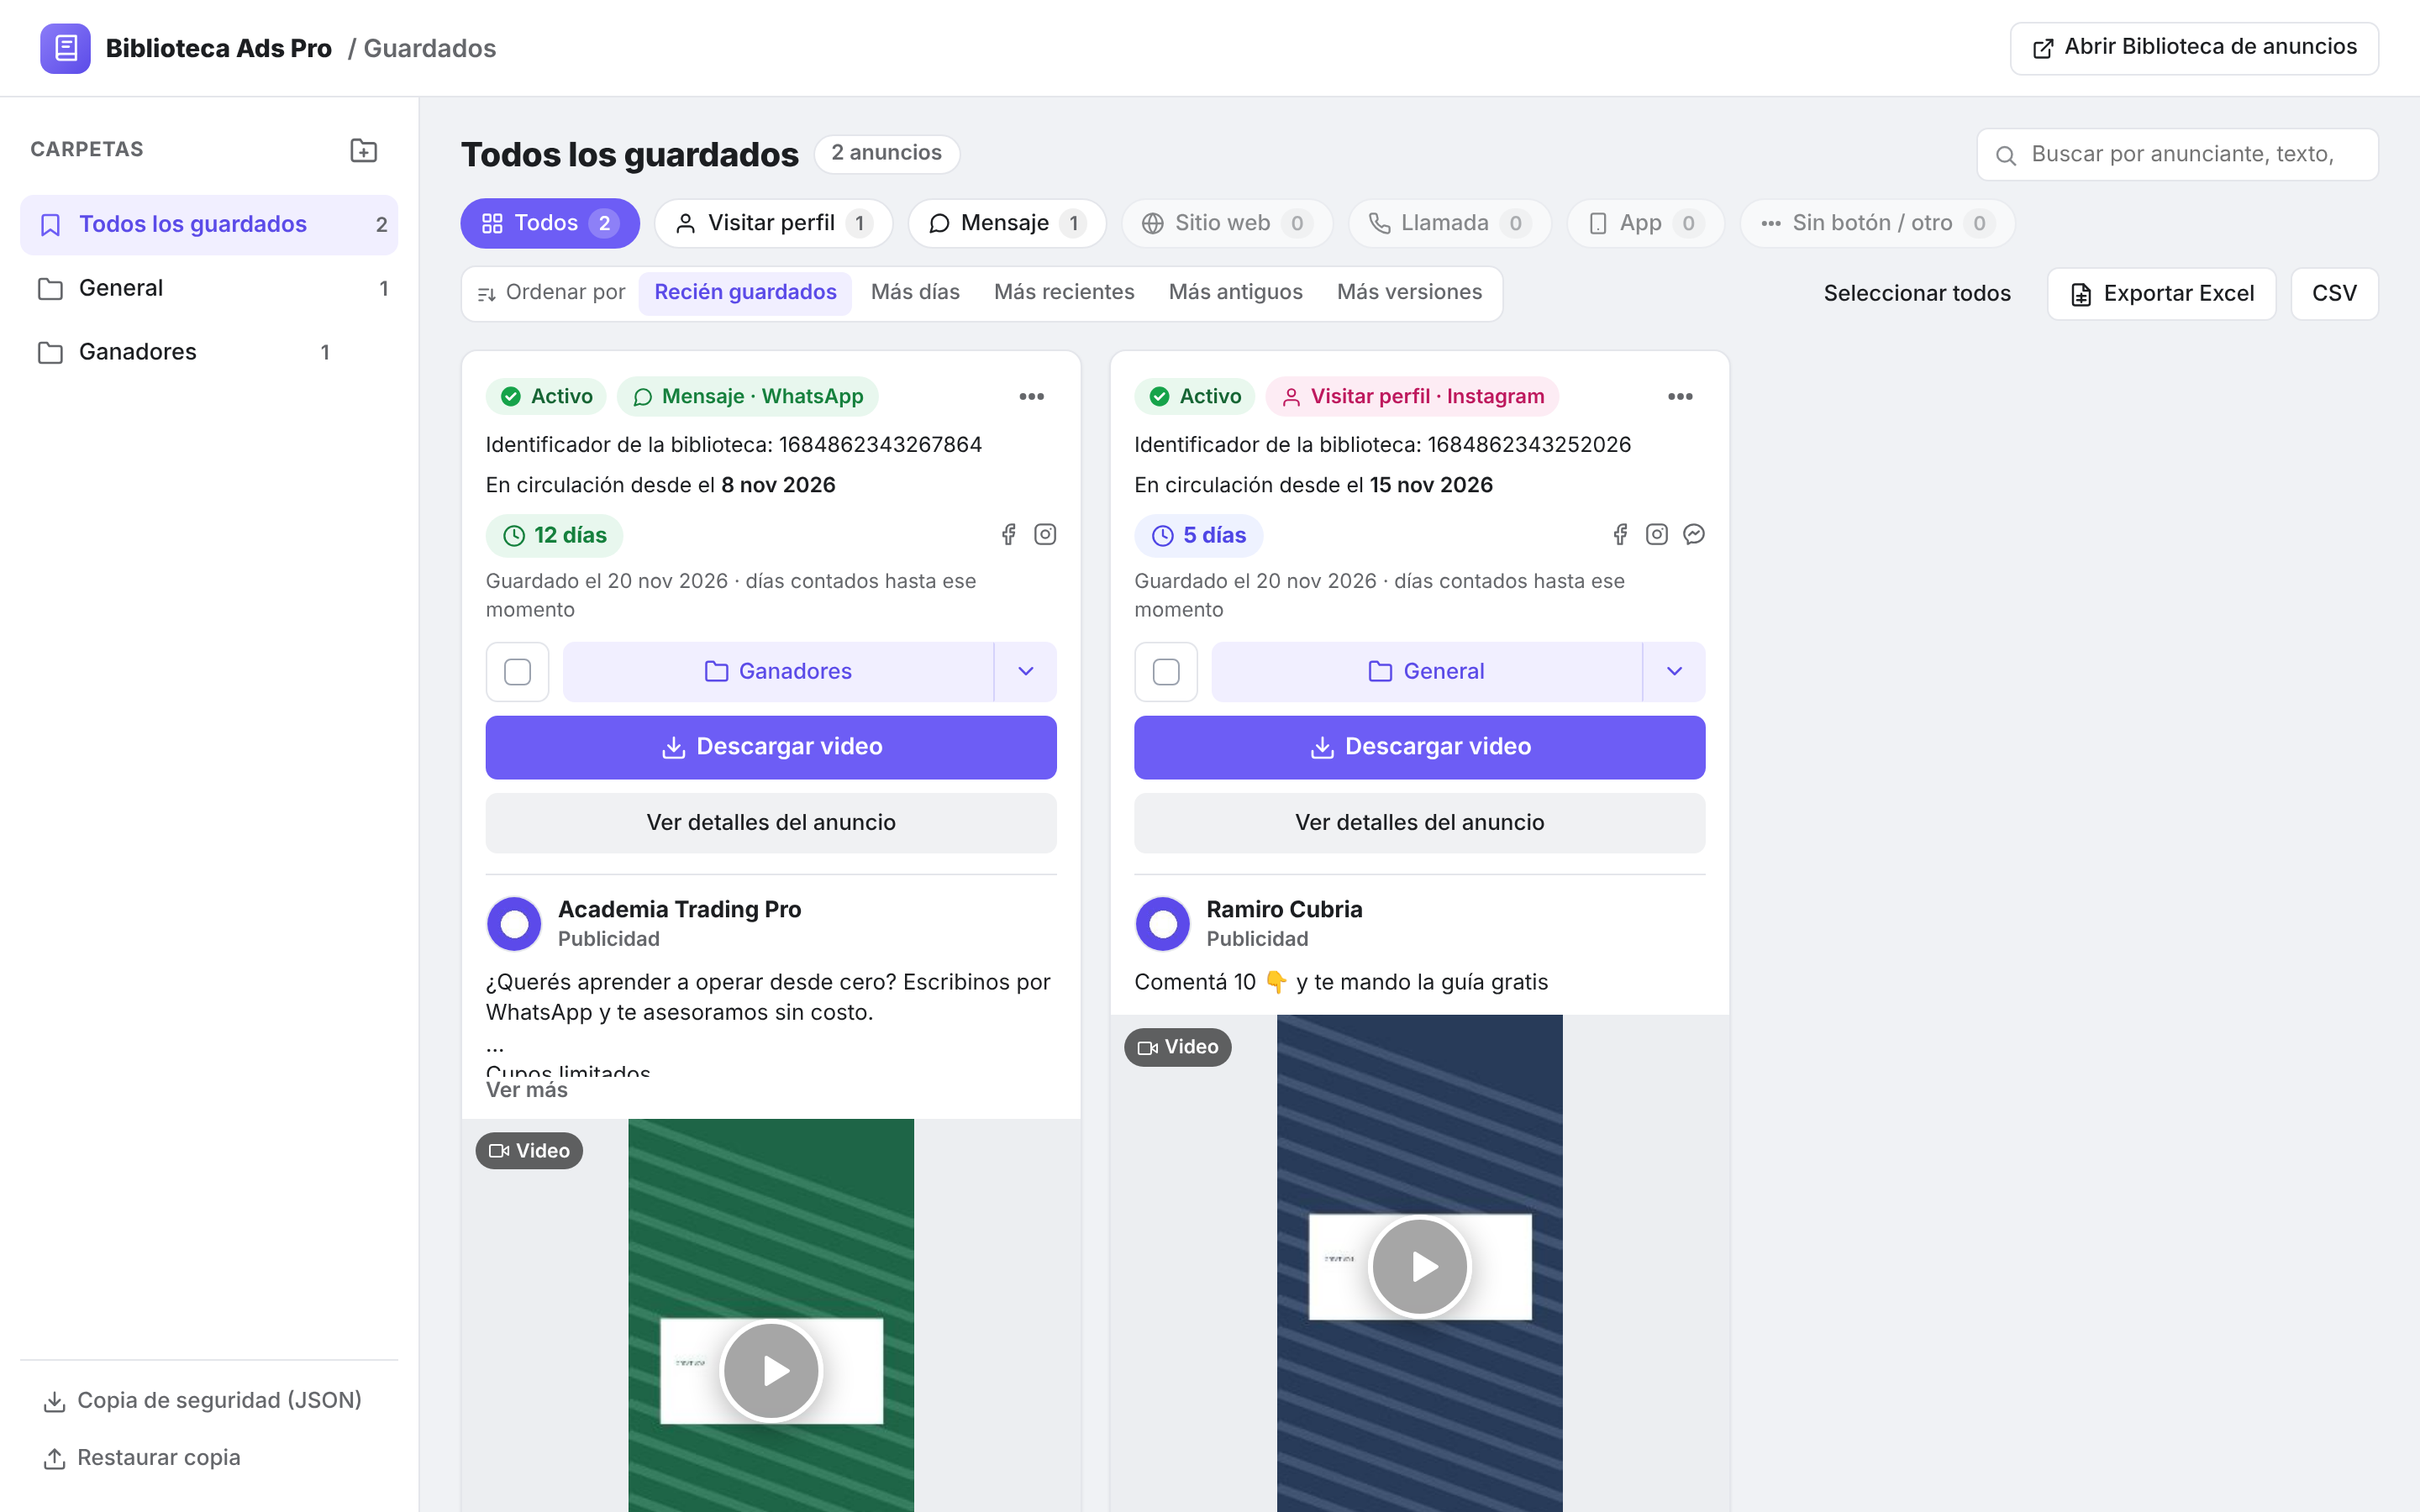 Biblioteca Ads Pro / Guardados
Abrir Biblioteca de anuncios
CARPETAS
Todos los guardados 2
General 1
Ganadores 1
Copia de seguridad (JSON)
Restaurar copia
Todos los guardados 2 anuncios
Buscar por anunciante, texto,
Todos 2 Visitar perfil 1 Mensaje 1 Sitio web 0 Llamada 0 App 0 Sin botón / otro 0
Ordenar por Recién guardados Más días Más recientes Más antiguos Más versiones
Seleccionar todos Exportar Excel CSV
Activo Mensaje · WhatsApp
Identificador de la biblioteca: 1684862343267864
En circulación desde el 8 nov 2026
12 días
Guardado el 20 nov 2026 · días contados hasta ese
momento
Ganadores
Descargar video
Ver detalles del anuncio
Academia Trading Pro
Publicidad
¿Querés aprender a operar desde cero? Escribinos por
WhatsApp y te asesoramos sin costo.
...
Cupos limitados
Ver más
Video
Activo Visitar perfil · Instagram
Identificador de la biblioteca: 1684862343252026
En circulación desde el 15 nov 2026
5 días
Guardado el 20 nov 2026 · días contados hasta ese
momento
General
Descargar video
Ver detalles del anuncio
Ramiro Cubria
Publicidad
Comentá 10 👇 y te mando la guía gratis
Video